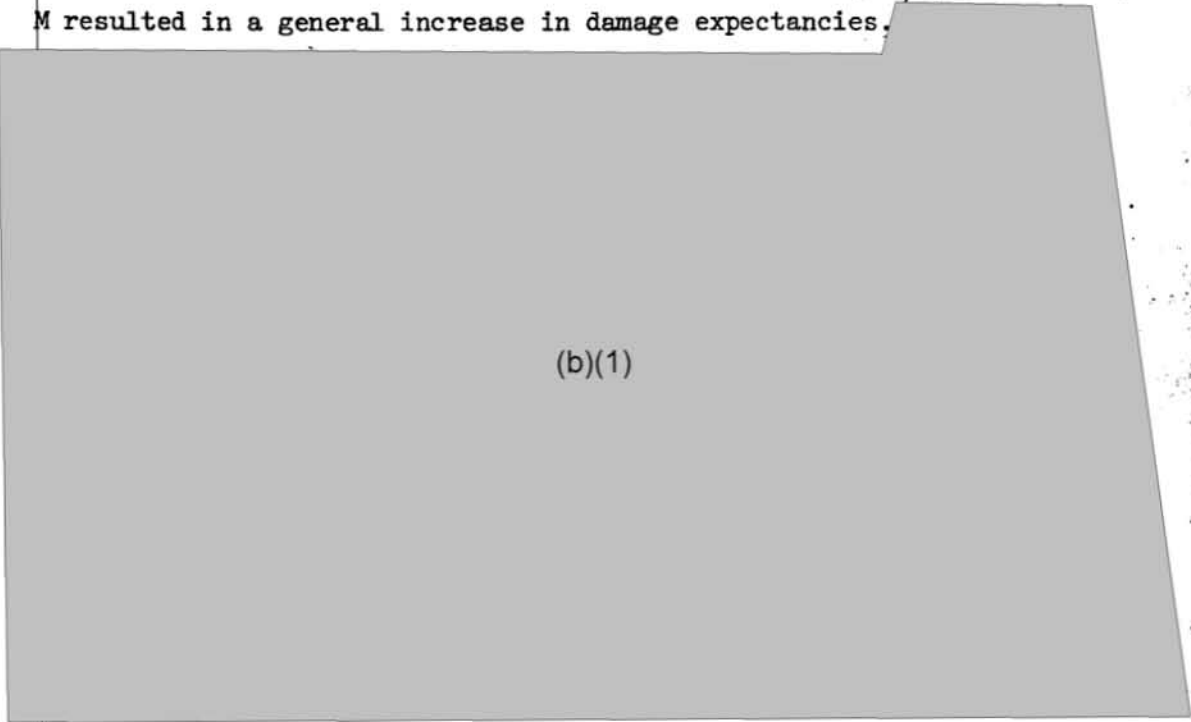 M resulted in a general increase in damage expectancies.
(b)(1)